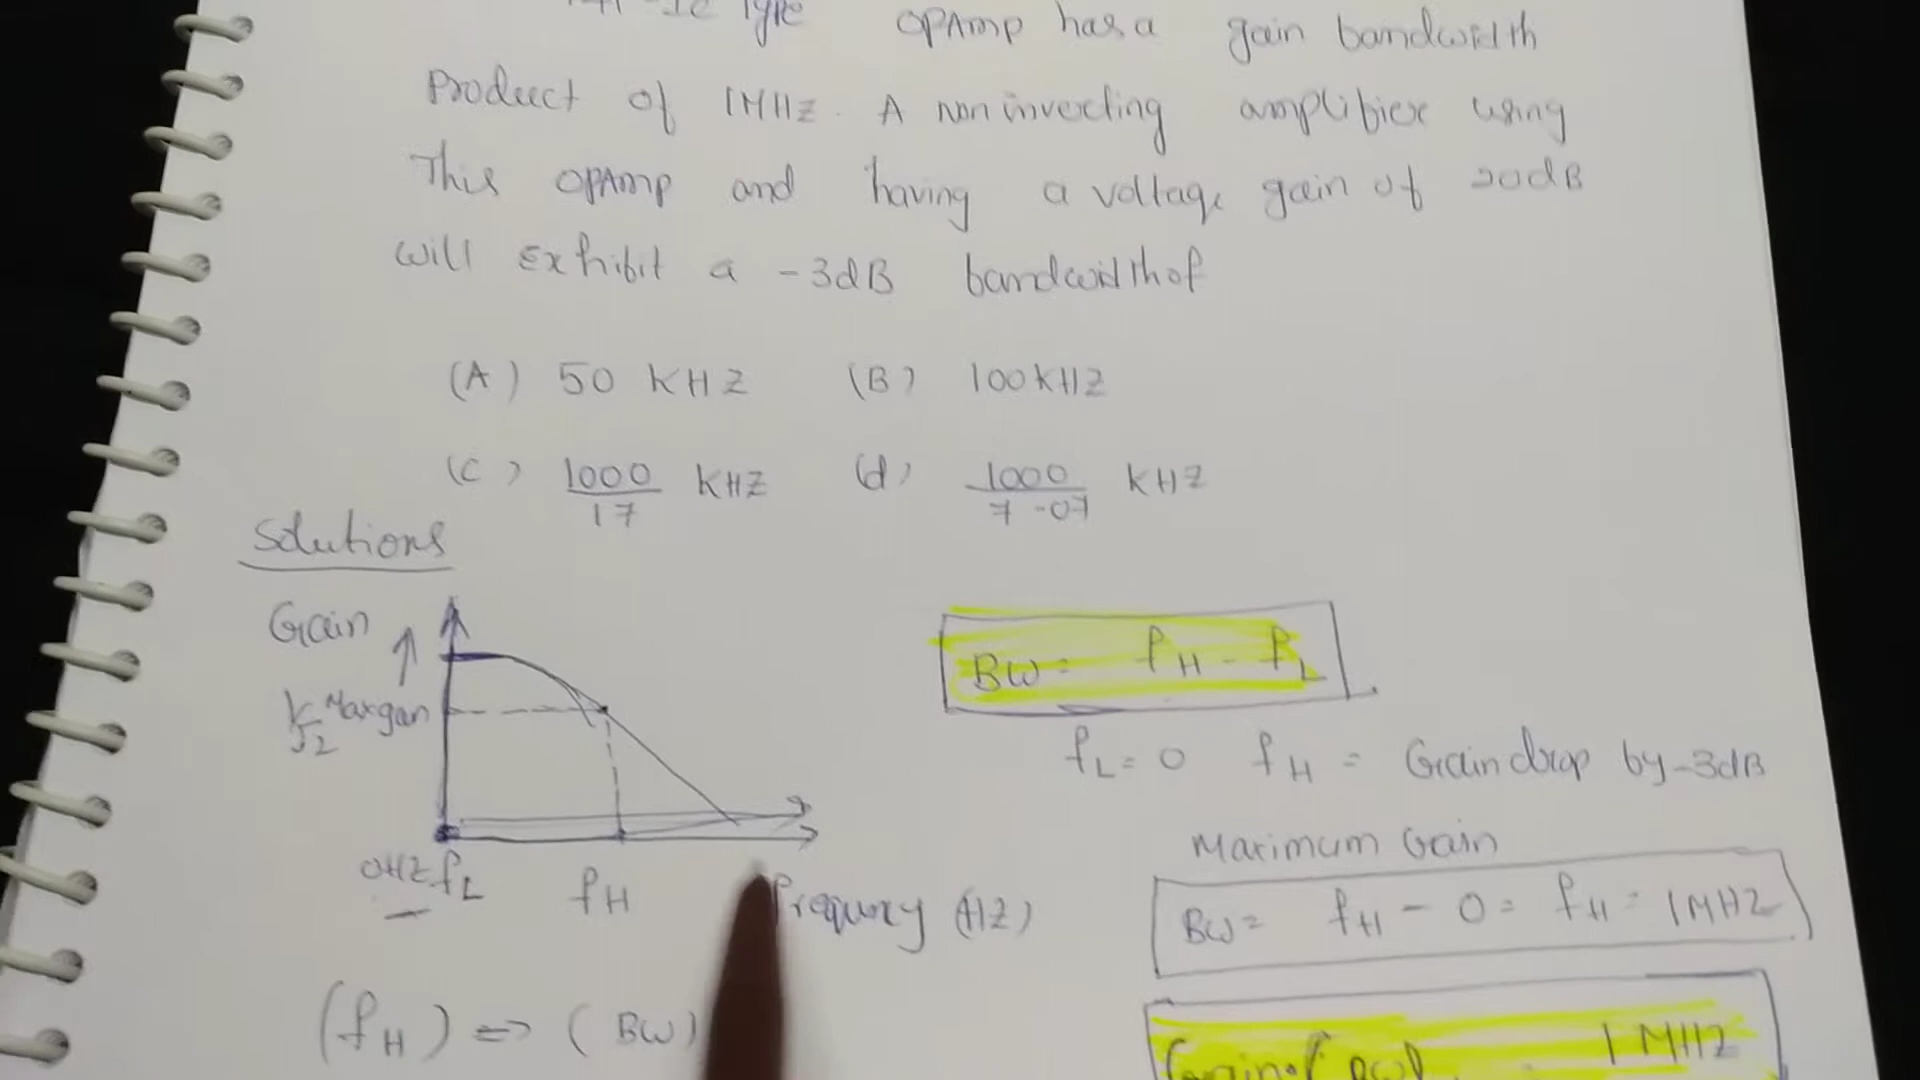 Type OPAmp has a gain bandwidth
Product of 1MHz. A non inverting amplifier using
This OPAmp and having a voltage gain of 20dB
will Exhibit a -3dB bandwidth of
(A) 50 KHZ (B) 100KHZ
(C) 1000/17 KHZ (d) 1000/7.07 KHZ
Solutions
Gain
BW = fH - fL
Maxgain
√2
fL = 0 fH = Gain drop by -3dB
Maximum Gain
0HZ fL fH Frequency (HZ)
BW = fH - 0 = fH = 1MHZ
(fH) => (BW)
1MHZ